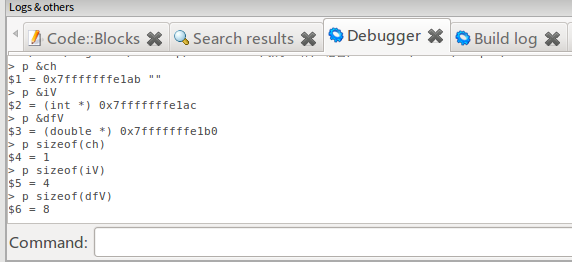 Logs & others
Code::Blocks Search results Debugger Build log
> p &ch
$1 = 0x7fffffffe1ab ""
> p &iV
$2 = (int *) 0x7fffffffe1ac
> p &dfV
$3 = (double *) 0x7fffffffe1b0
> p sizeof(ch)
$4 = 1
> p sizeof(iV)
$5 = 4
> p sizeof(dfV)
$6 = 8
Command: